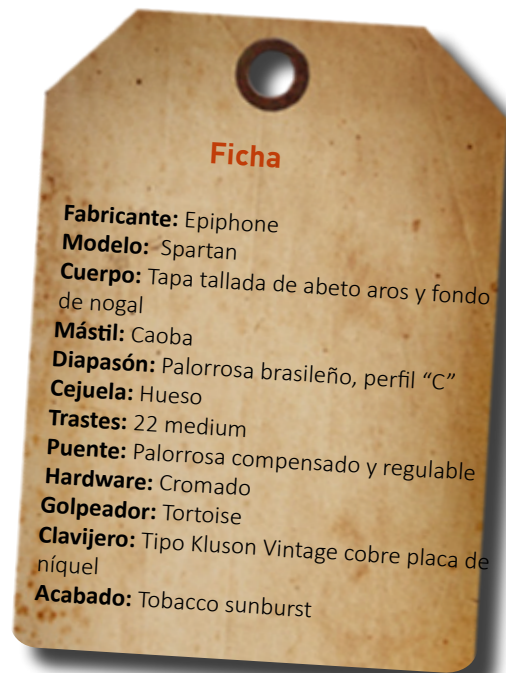 Ficha
Fabricante: Epiphone
Modelo: Spartan
Cuerpo: Tapa tallada de abeto aros y fondo
de nogal
Mástil: Caoba
Diapasón: Palorrosa brasileño, perfil “C”
Cejuela: Hueso
Trastes: 22 medium
Puente: Palorrosa compensado y regulable
Hardware: Cromado
Golpeador: Tortoise
Clavijero: Tipo Kluson Vintage cobre placa de
níquel
Acabado: Tobacco sunburst